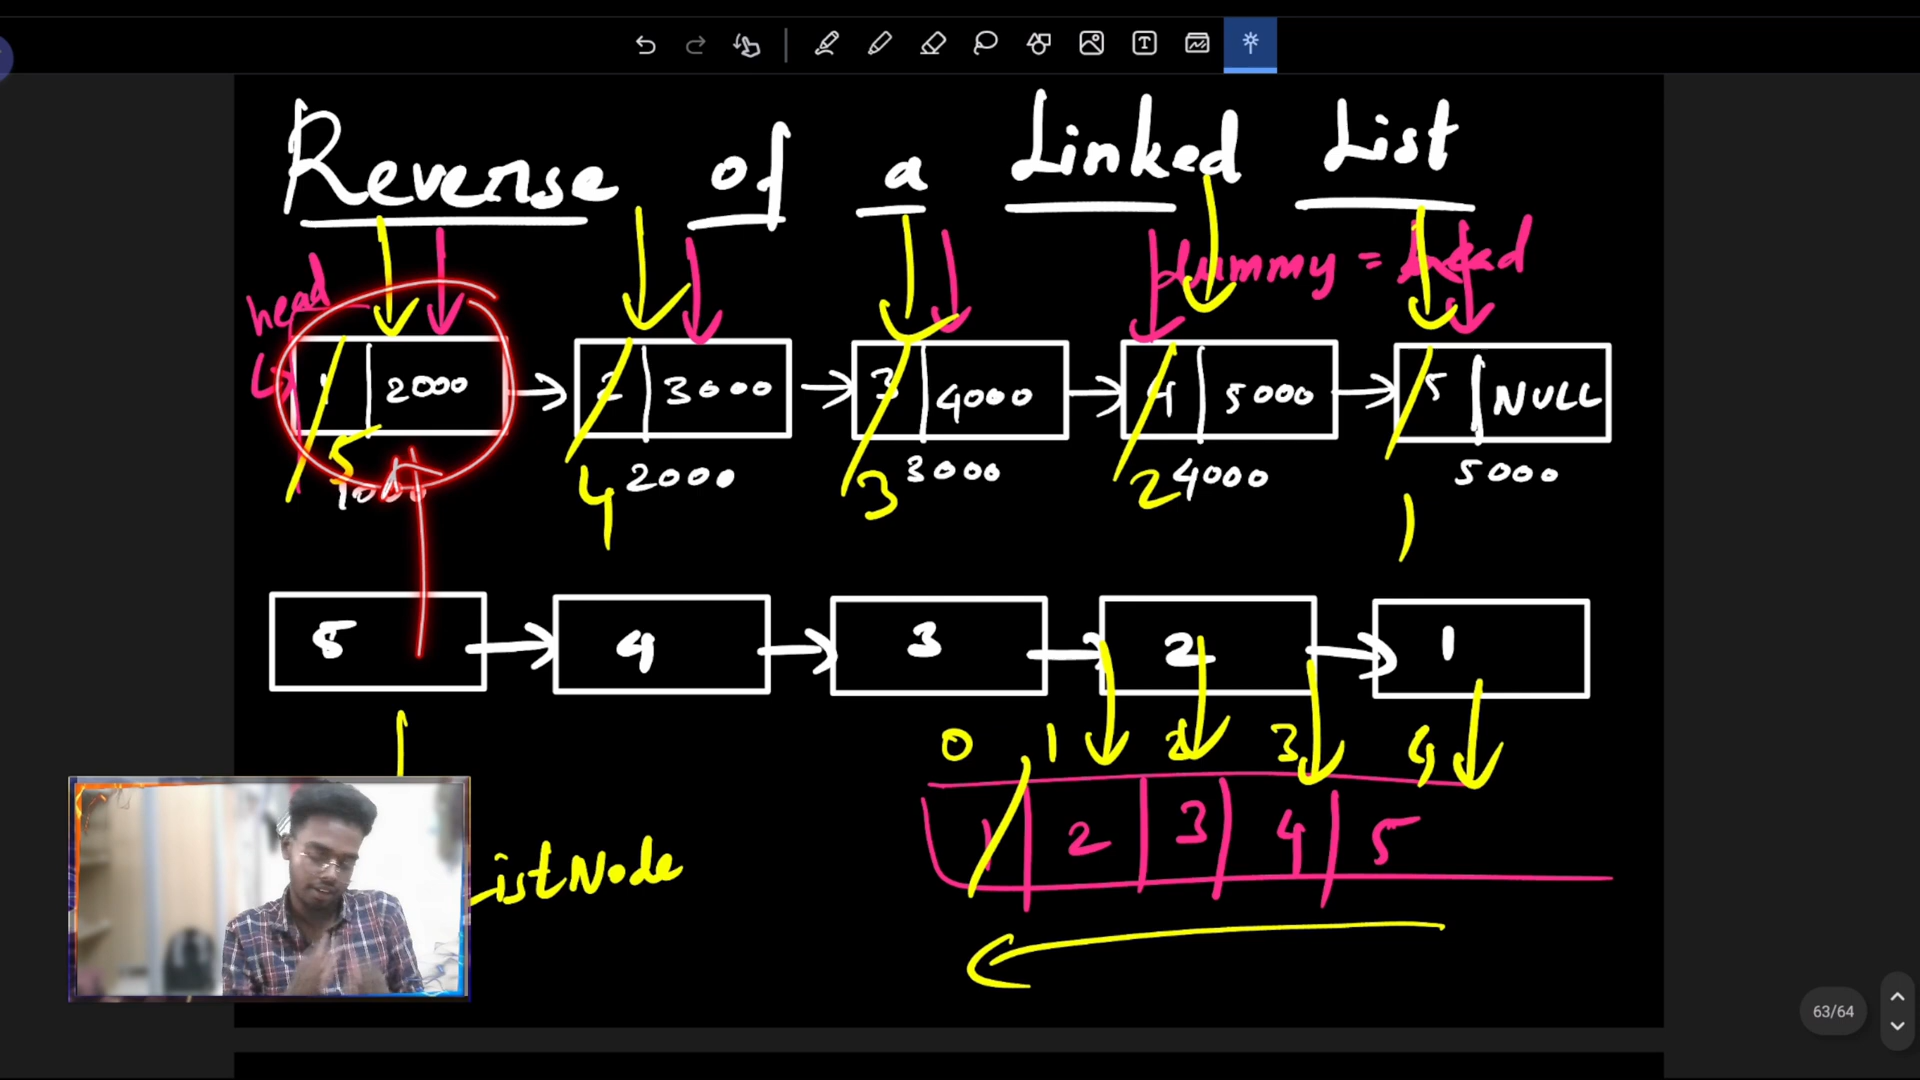 Reverse of a Linked List
head
dummy = head
1 2000
2 3000
3 4000
4 5000
5 NULL
5 1000
4 2000
3 3000
2 4000
1 5000
5 4 3 2 1
0 1 2 3 4
1 2 3 4 5
istNode
63/64